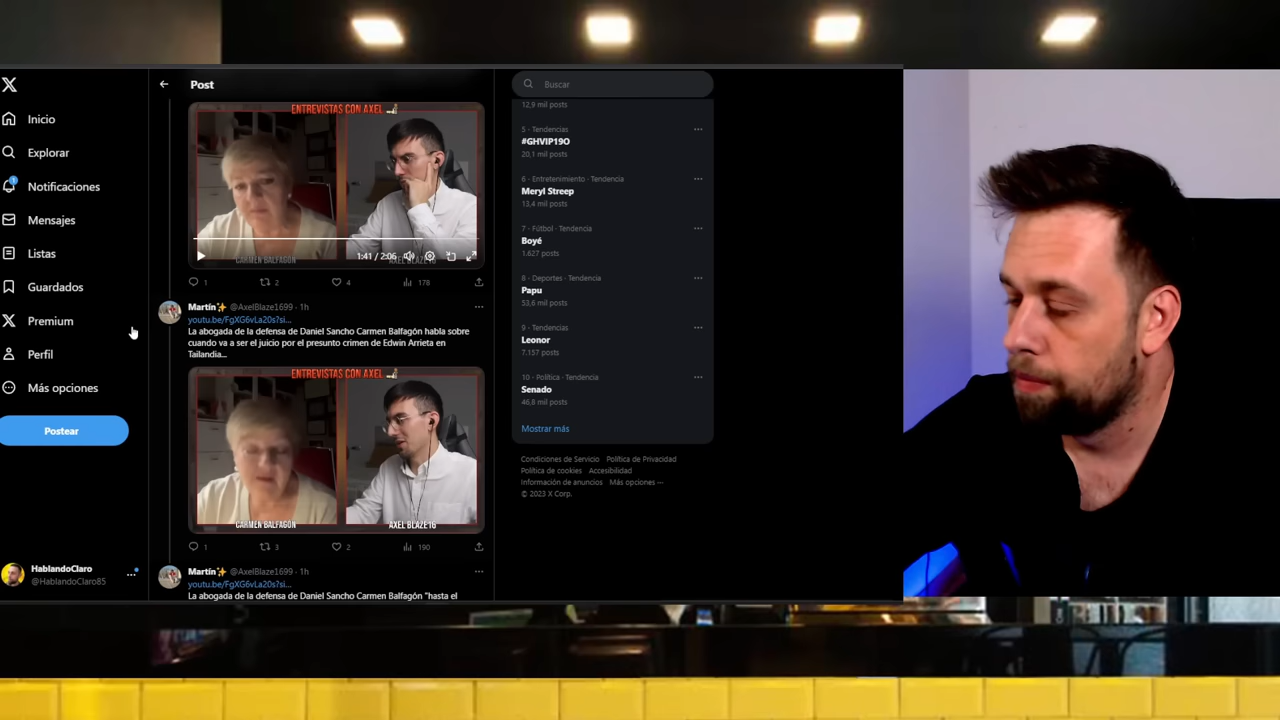 Inicio
Explorar
1
Notificaciones
Mensajes
Listas
Guardados
Premium
Perfil
Más opciones
Postear
HablandoClaro
@HablandoClaro85
Post
ENTREVISTAS CON AXEL
1:41 / 2:06
CARMEN BALFAGÓN
AXEL BLAZE16
1 2 4 178
Martín @AxelBlaze1699 · 1h
youtu.be/FgXG6vLa20s?si...
La abogada de la defensa de Daniel Sancho Carmen Balfagón habla sobre
cuando va a ser el juicio por el presunto crimen de Edwin Arrieta en
Tailandia...
ENTREVISTAS CON AXEL
CARMEN BALFAGÓN
AXEL BLAZE16
1 3 2 190
Martín @AxelBlaze1699 · 1h
youtu.be/FgXG6vLa20s?si...
La abogada de la defensa de Daniel Sancho Carmen Balfagón "hasta el
Buscar
12,9 mil posts
5 · Tendencias
#GHVIP19O
20,1 mil posts
6 · Entretenimiento · Tendencia
Meryl Streep
13,4 mil posts
7 · Fútbol · Tendencia
Boyé
1.627 posts
8 · Deportes · Tendencia
Papu
53,6 mil posts
9 · Tendencias
Leonor
7.157 posts
10 · Política · Tendencia
Senado
46,8 mil posts
Mostrar más
Condiciones de Servicio Política de Privacidad
Política de cookies Accesibilidad
Información de anuncios Más opciones ···
© 2023 X Corp.